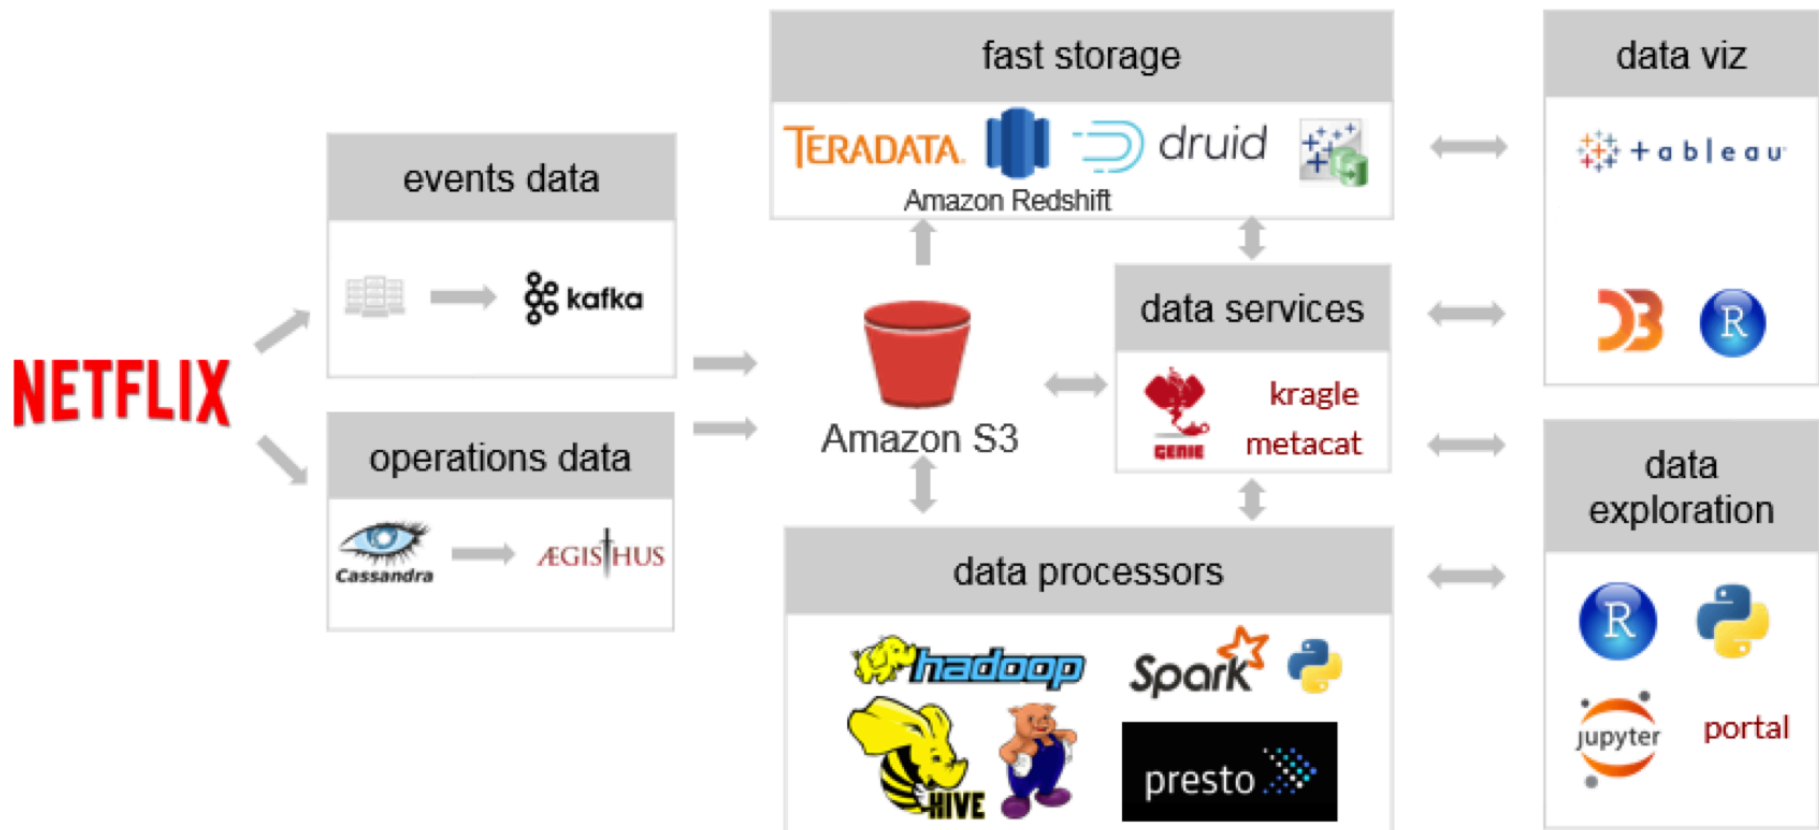 NETFLIX
events data
kafka
operations data
Cassandra
ÆGISTHUS
fast storage
TERADATA.
druid
Amazon Redshift
Amazon S3
data services
GENIE
kragle
metacat
data processors
hadoop
Spark
HIVE
presto
data viz
+ a b | e a u
D3
R
data
exploration
R
jupyter
portal